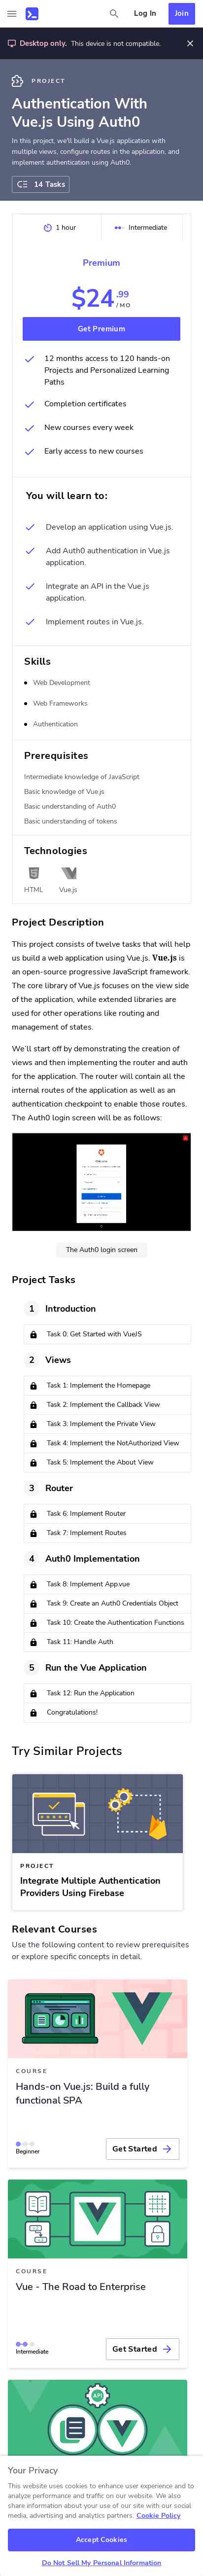 Log In
Join
Desktop only. This device is not compatible.
PROJECT
Authentication With
Vue.js Using Auth0
In this project, we'll build a Vue.js application with
multiple views, configure routes in the application, and
implement authentication using Auth0.
14 Tasks
1 hour
Intermediate
Premium
$24.99
/ MO
Get Premium
12 months access to 120 hands-on
Projects and Personalized Learning
Paths
Completion certificates
New courses every week
Early access to new courses
You will learn to:
Develop an application using Vue.js.
Add Auth0 authentication in Vue.js
application.
Integrate an API in the Vue.js
application.
Implement routes in Vue.js.
Skills
Web Development
Web Frameworks
Authentication
Prerequisites
Intermediate knowledge of JavaScript
Basic knowledge of Vue.js
Basic understanding of Auth0
Basic understanding of tokens
Technologies
HTML
Vue.js
Project Description
This project consists of twelve tasks that will help
us build a web application using Vue.js. Vue.js is
an open-source progressive JavaScript framework.
The core library of Vue.js focuses on the view state
of the application, while extended libraries are
used for other operations like routing and
management of states.
We’ll start off by demonstrating the creation of
views and then implementing the router and auth
for the application. The router will contain all the
internal routes of the application as well as an
authentication checkpoint to enable those routes.
The Auth0 login screen will be as follows:
Welcome
The Auth0 login screen
Project Tasks
1 Introduction
Task 0: Get Started with VueJS
2 Views
Task 1: Implement the Homepage
Task 2: Implement the Callback View
Task 3: Implement the Private View
Task 4: Implement the NotAuthorized View
Task 5: Implement the About View
3 Router
Task 6: Implement Router
Task 7: Implement Routes
4 Auth0 Implementation
Task 8: Implement App.vue
Task 9: Create an Auth0 Credentials Object
Task 10: Create the Authentication Functions
Task 11: Handle Auth
5 Run the Vue Application
Task 12: Run the Application
Congratulations!
Try Similar Projects
PROJECT
Integrate Multiple Authentication
Providers Using Firebase
Relevant Courses
Use the following content to review prerequisites
or explore specific concepts in detail.
COURSE
Hands-on Vue.js: Build a fully
functional SPA
Beginner
Get Started
COURSE
Vue - The Road to Enterprise
Intermediate
Get Started
API
Your Privacy
This website uses cookies to enhance user experience and to
analyze performance and traffic on our website. We also
share information about your use of our site with our social
media, advertising and analytics partners. Cookie Policy
Accept Cookies
Do Not Sell My Personal Information